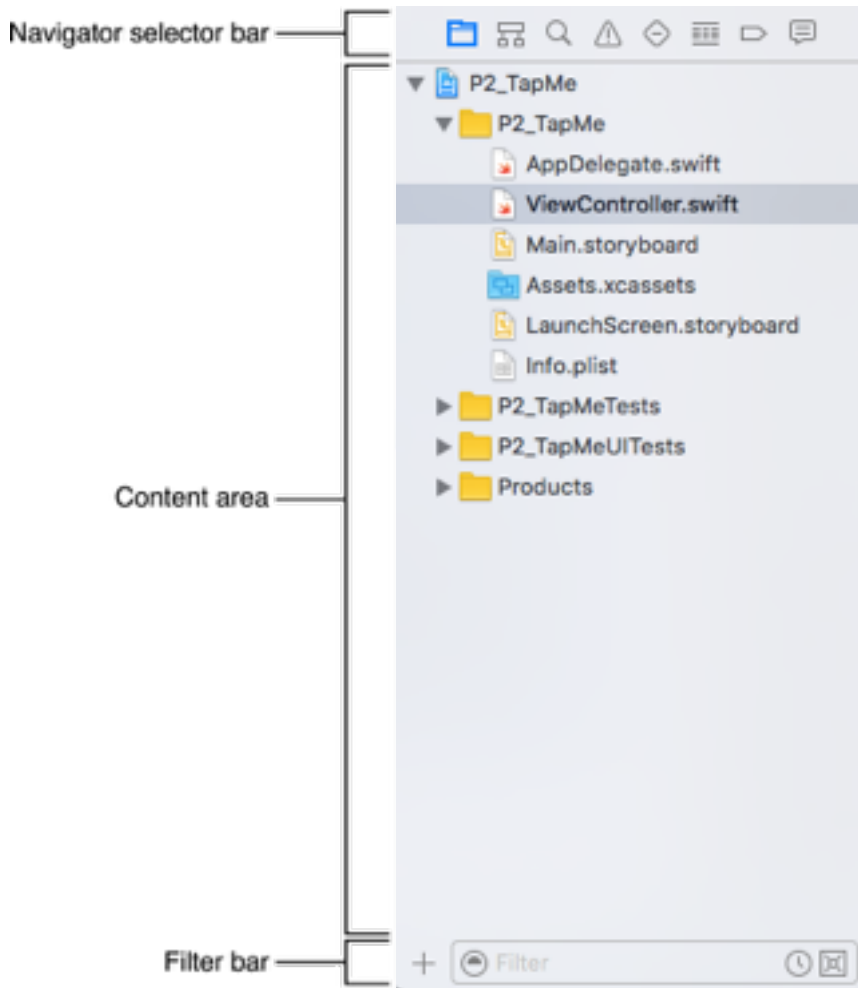 Navigator selector bar
P2_TapMe
P2_TapMe
AppDelegate.swift
ViewController.swift
Main.storyboard
Assets.xcassets
LaunchScreen.storyboard
Info.plist
P2_TapMeTests
P2_TapMeUITests
Content area
Products
Filter bar
Filter